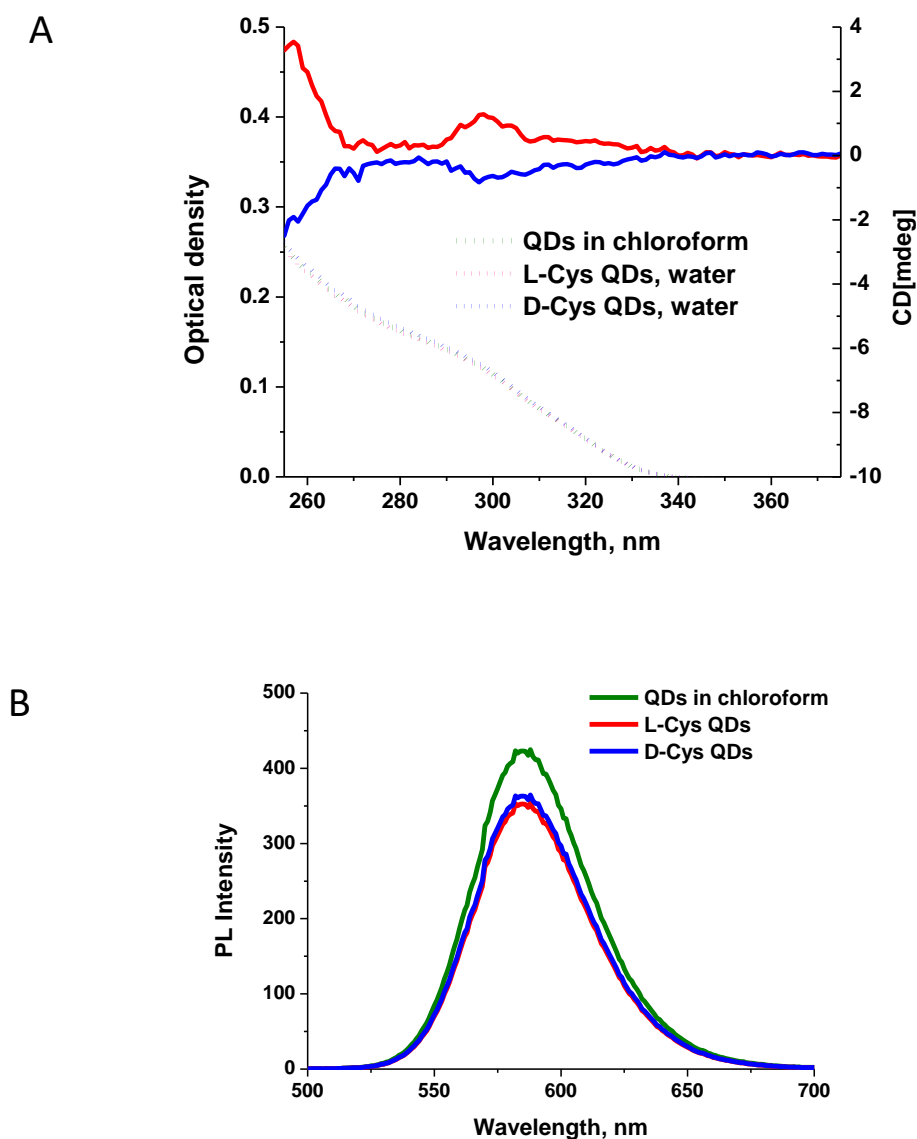 A
0.5
0.4
0.3
0.2
0.1
0.0
Optical density
4
2
0
-2
-4
-6
-8
-10
CD[mdeg]
QDs in chloroform
L-Cys QDs, water
D-Cys QDs, water
260 280 300 320 340 360
Wavelength, nm
B
500
400
300
200
100
0
PL Intensity
QDs in chloroform
L-Cys QDs
D-Cys QDs
500 550 600 650 700
Wavelength, nm